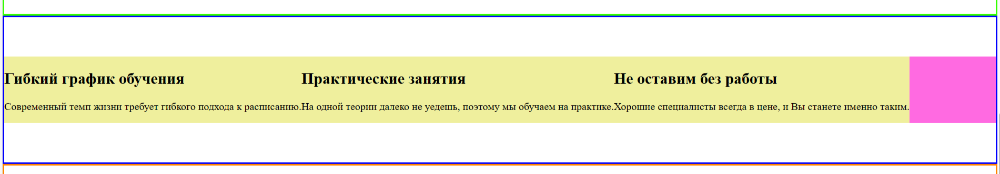 Гибкий график обучения
Современный темп жизни требует гибкого подхода к расписанию.
Практические занятия
На одной теории далеко не уедешь, поэтому мы обучаем на практике.
Не оставим без работы
Хорошие специалисты всегда в цене, и Вы станете именно таким.